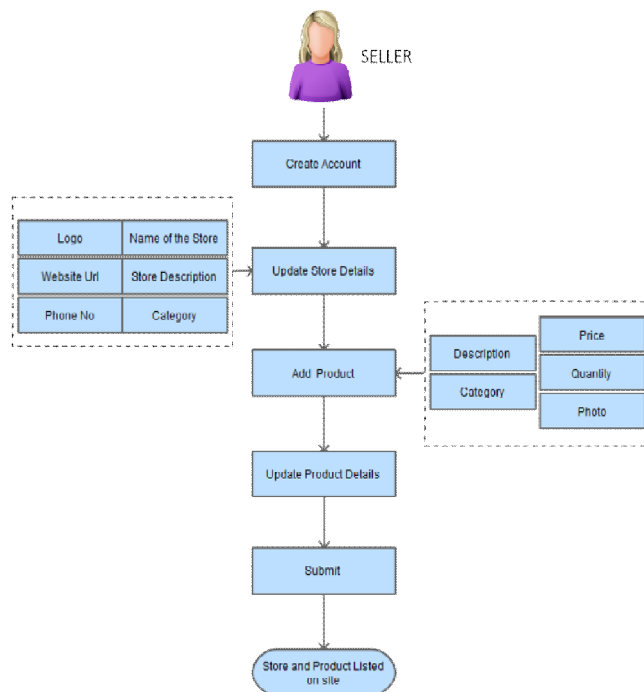 SELLER
Create Account
Logo
Name of the Store
Website Url
Store Description
Phone No
Category
Update Store Details
Add Product
Description
Category
Price
Quantity
Photo
Update Product Details
Submit
Store and Product Listed
on site